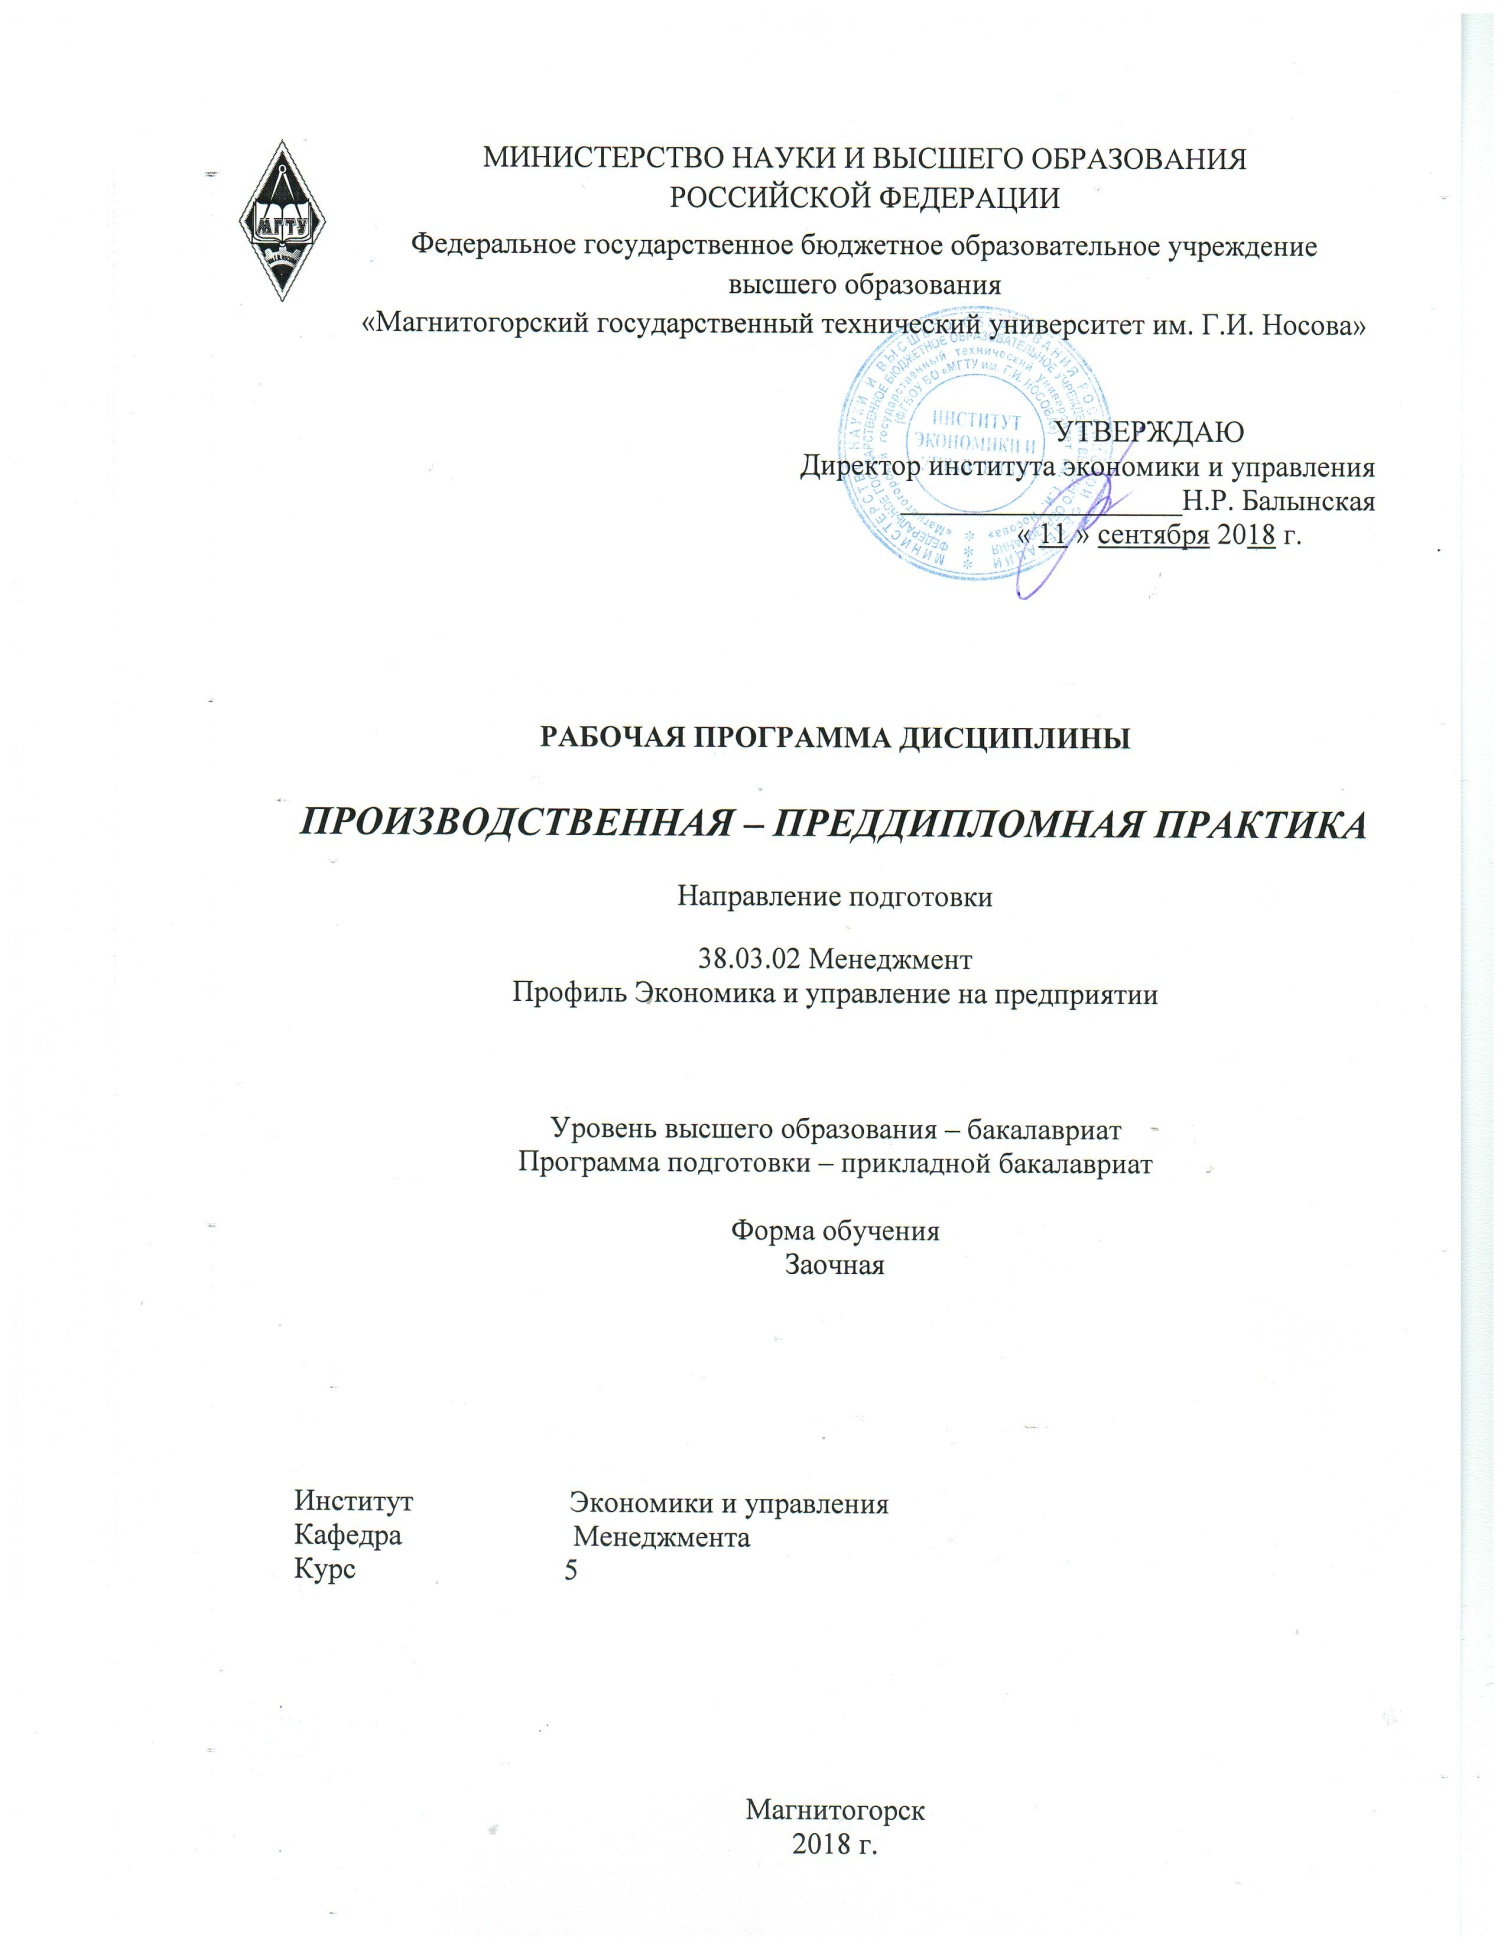 МГТУ
МИНИСТЕРСТВО НАУКИ И ВЫСШЕГО ОБРАЗОВАНИЯ
РОССИЙСКОЙ ФЕДЕРАЦИИ
Федеральное государственное бюджетное образовательное учреждение
высшего образования
«Магнитогорский государственный технический университет им. Г.И. Носова»
ИНСТИТУТ
ЭКОНОМИКИ И
УТВЕРЖДАЮ
Директор института экономики и управления
Н.Р. Балынская
« 11 » сентября 2018 г.
РАБОЧАЯ ПРОГРАММА ДИСЦИПЛИНЫ
ПРОИЗВОДСТВЕННАЯ – ПРЕДДИПЛОМНАЯ ПРАКТИКА
Направление подготовки
38.03.02 Менеджмент
Профиль Экономика и управление на предприятии
Уровень высшего образования – бакалавриат
Программа подготовки – прикладной бакалавриат
Форма обучения
Заочная
Институт Экономики и управления
Кафедра Менеджмента
Курс 5
Магнитогорск
2018 г.